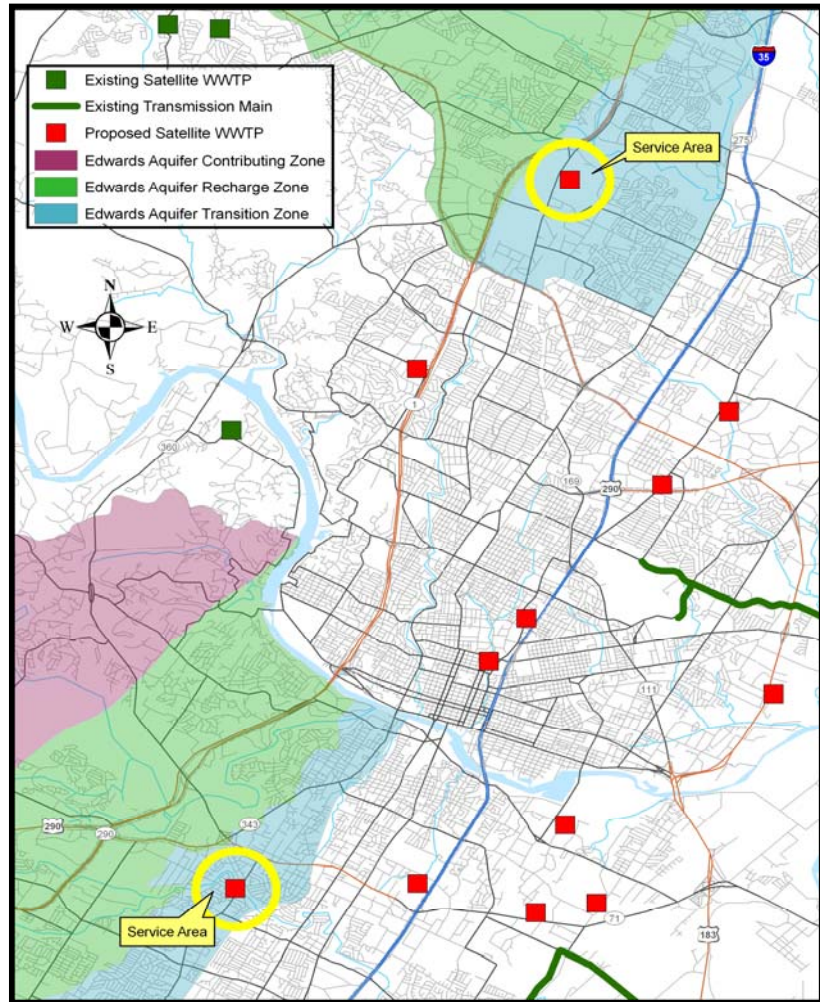 35
Existing Satellite WWTP
Existing Transmission Main
Proposed Satellite WWTP
Edwards Aquifer Contributing Zone
Edwards Aquifer Recharge Zone
Edwards Aquifer Transition Zone
Service Area
275
N
W E
S
1
360
169
290
111
343
290
290
Service Area
71
183